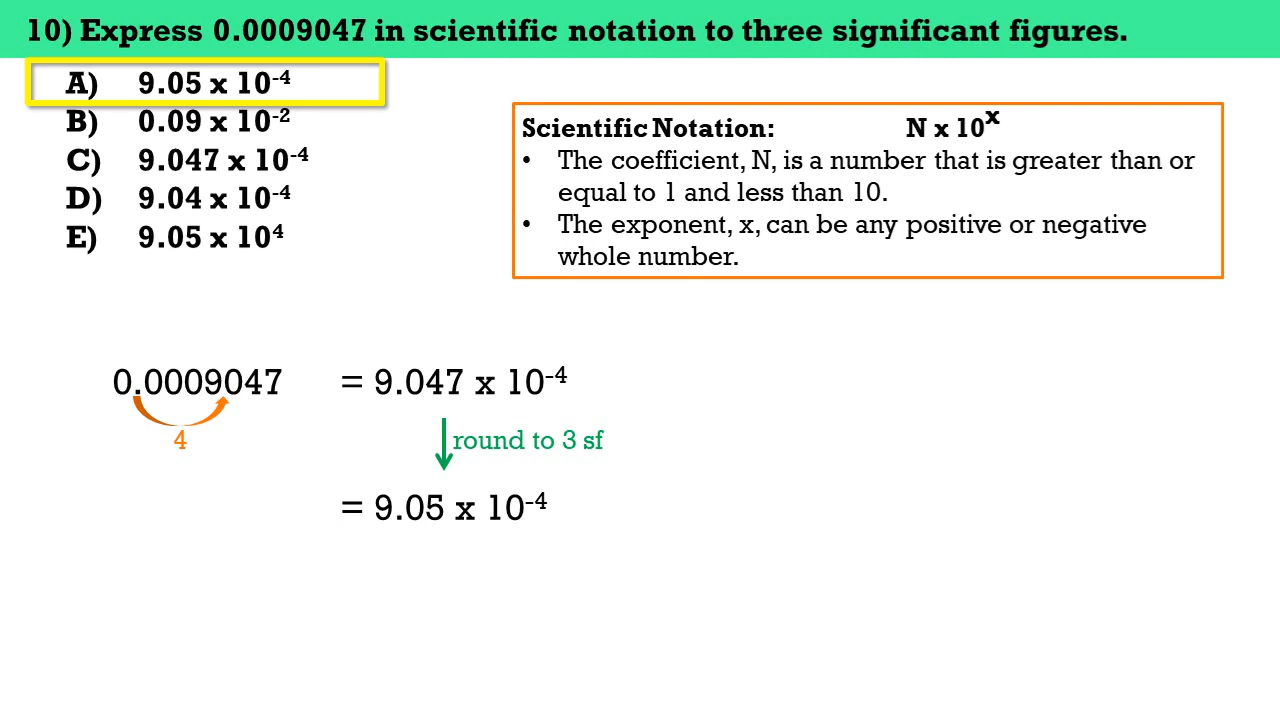 10) Express 0.0009047 in scientific notation to three significant figures.
A) 9.05 x 10⁻⁴
B) 0.09 x 10⁻²
C) 9.047 x 10⁻⁴
D) 9.04 x 10⁻⁴
E) 9.05 x 10⁴
Scientific Notation: N x 10ˣ
• The coefficient, N, is a number that is greater than or
equal to 1 and less than 10.
• The exponent, x, can be any positive or negative
whole number.
0.0009047 = 9.047 x 10⁻⁴
4
round to 3 sf
= 9.05 x 10⁻⁴